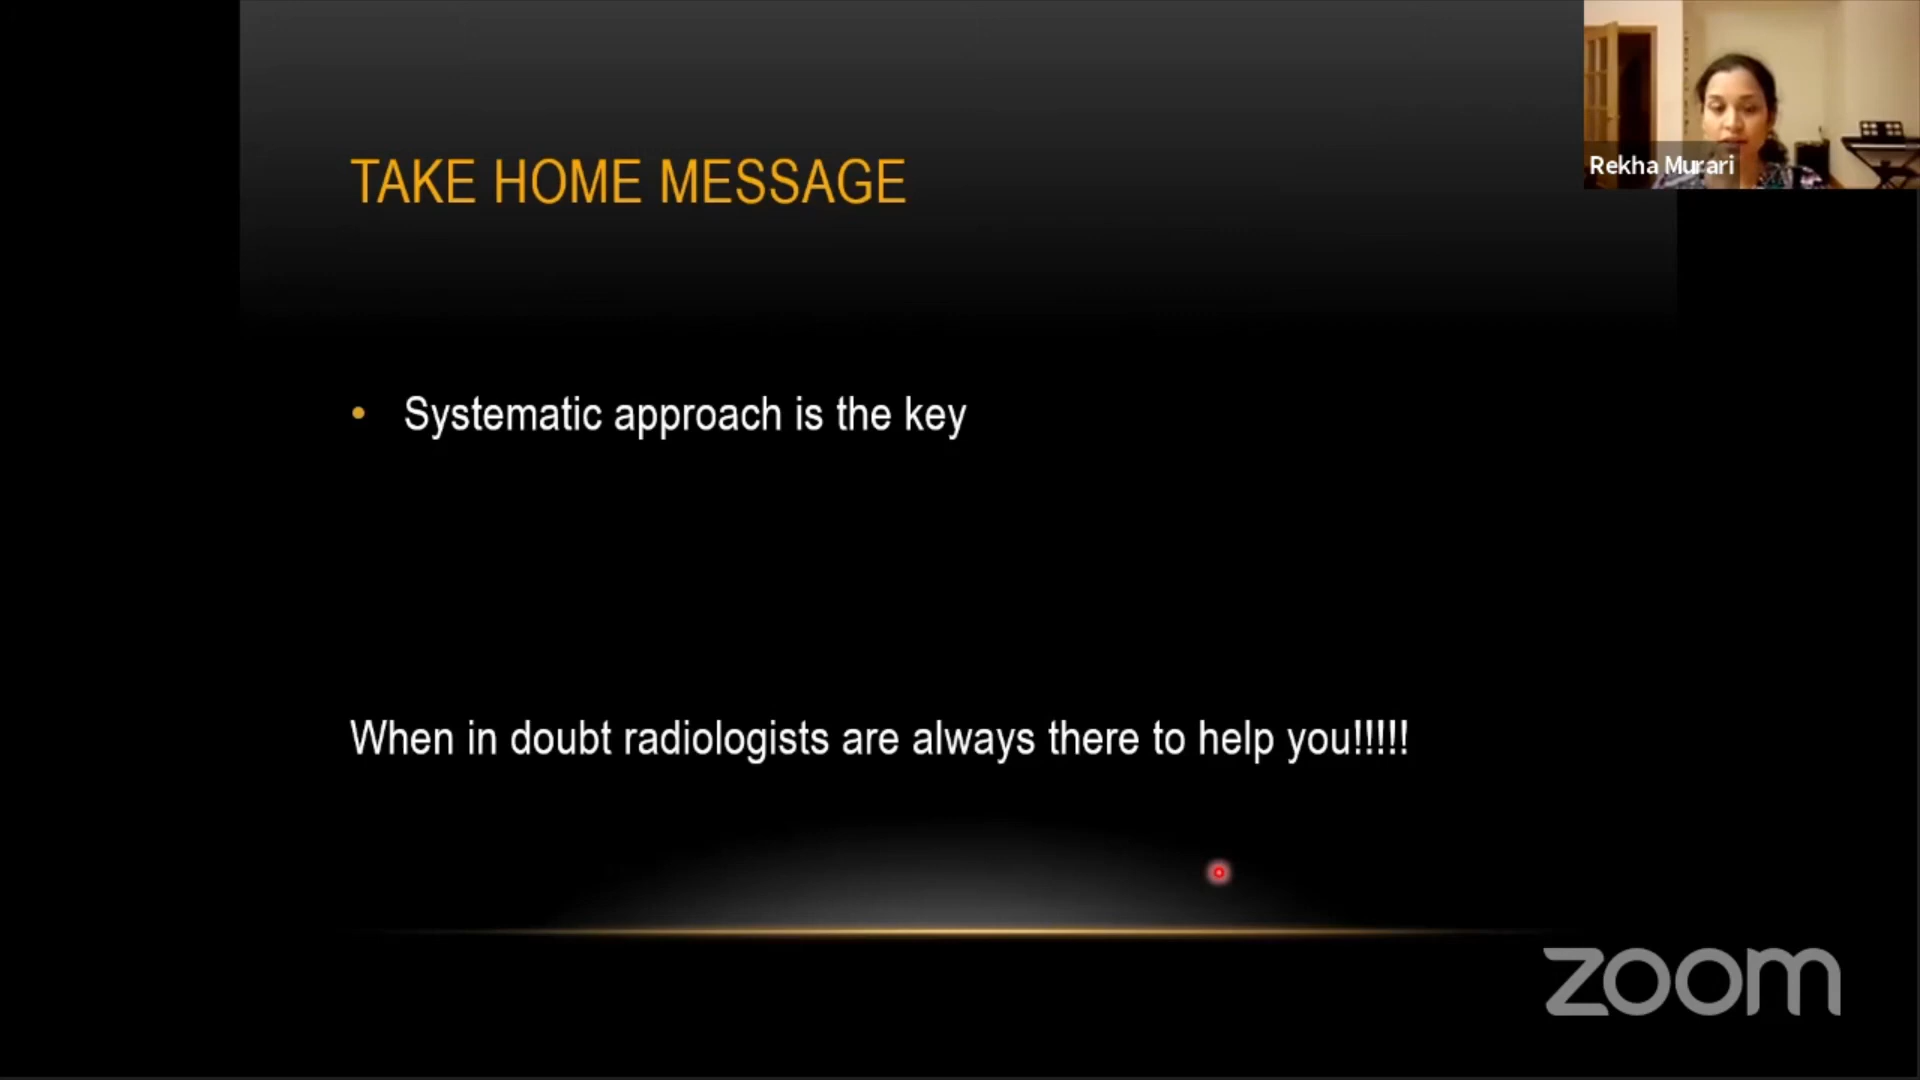 TAKE HOME MESSAGE
Rekha Murari
• Systematic approach is the key
When in doubt radiologists are always there to help you!!!!!
zoom